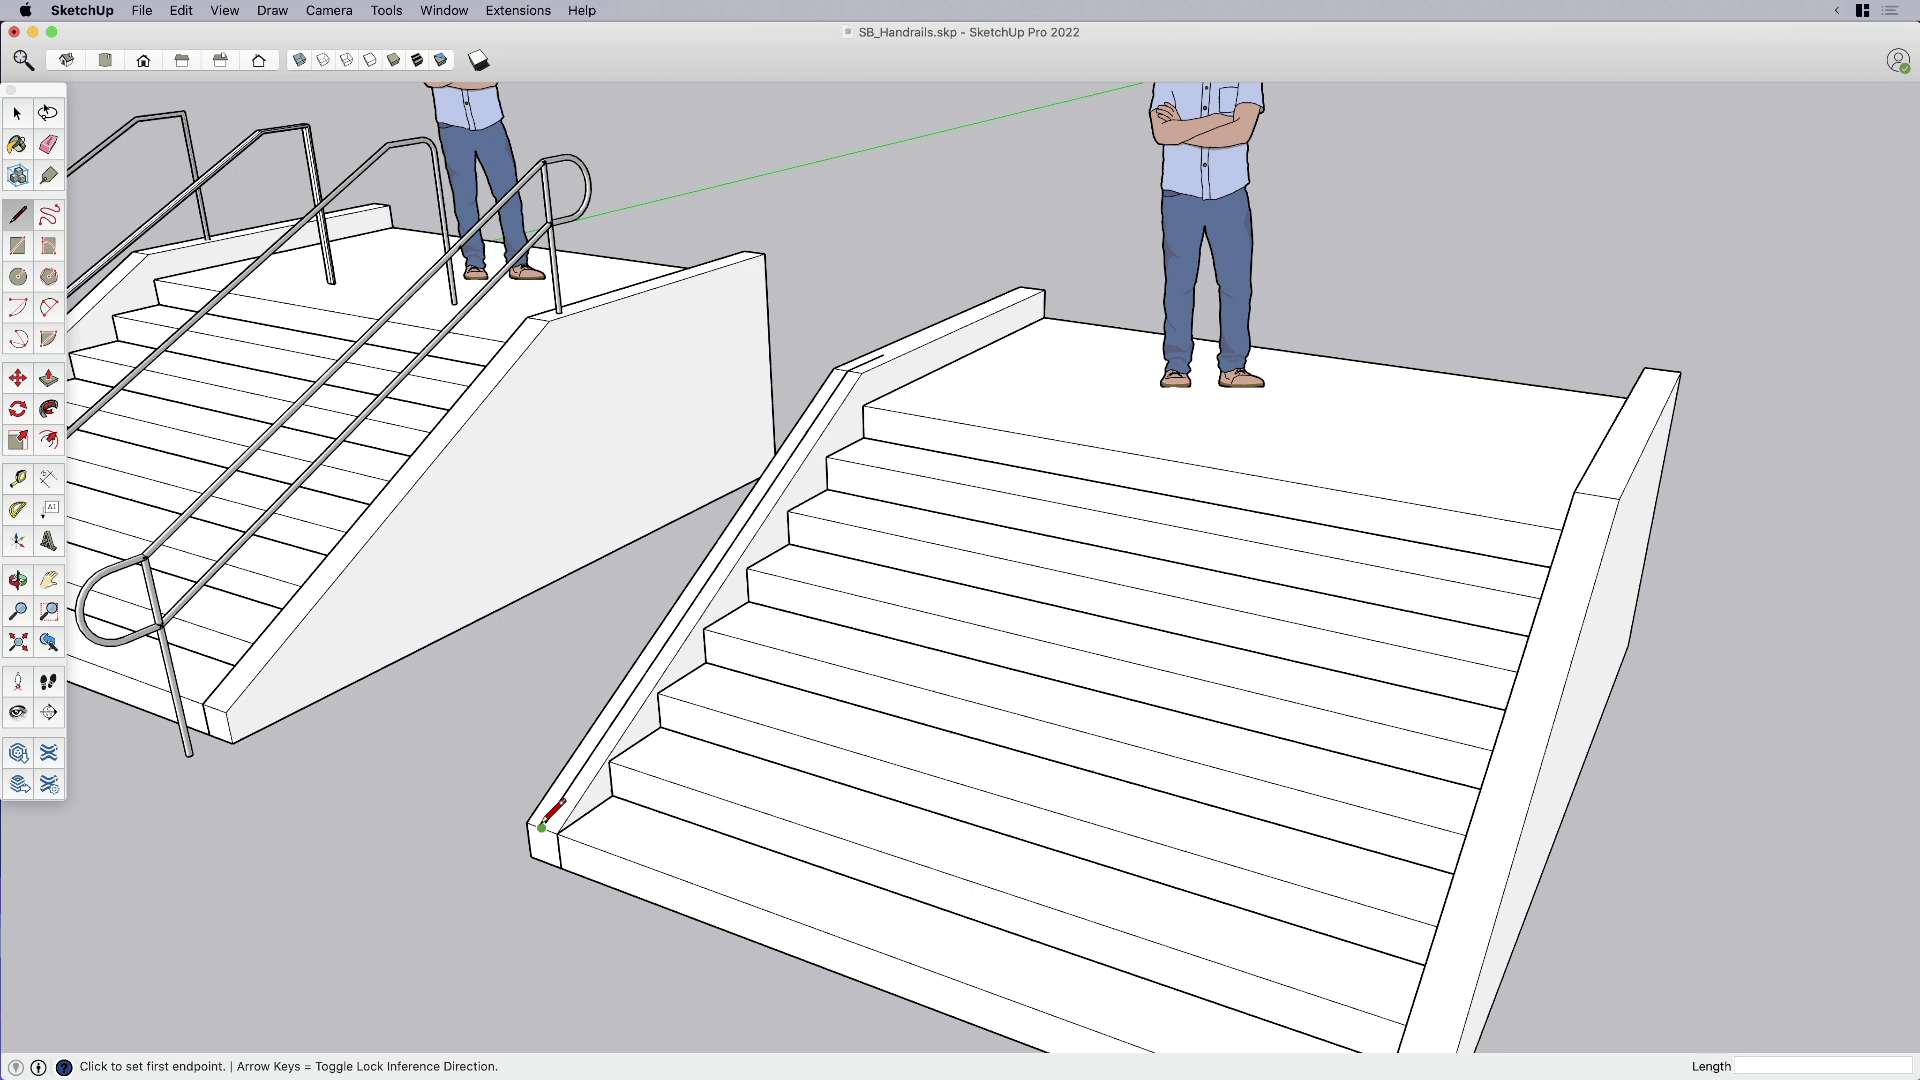 SketchUp File Edit View Draw Camera Tools Window Extensions Help
SB_Handrails.skp - SketchUp Pro 2022
A1
Click to set first endpoint. | Arrow Keys = Toggle Lock Inference Direction.
Length